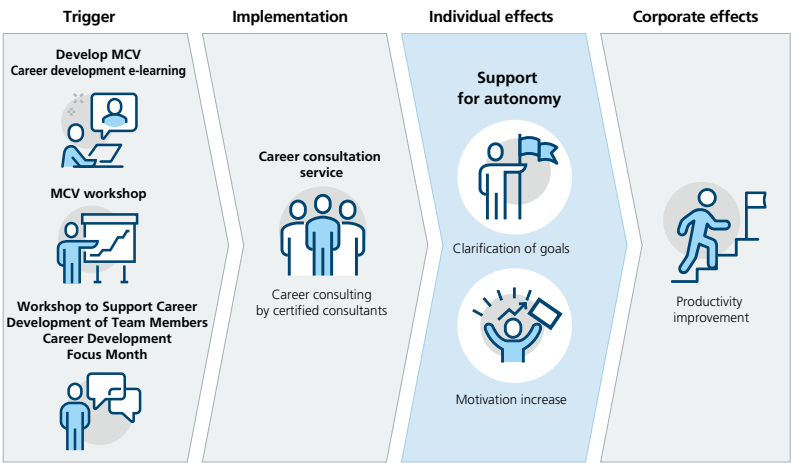 Trigger
Implementation
Individual effects
Corporate effects
Develop MCV
Career development e-learning
MCV workshop
Workshop to Support Career
Development of Team Members
Career Development
Focus Month
Career consultation
service
Career consulting
by certified consultants
Support
for autonomy
Clarification of goals
Motivation increase
Productivity
improvement